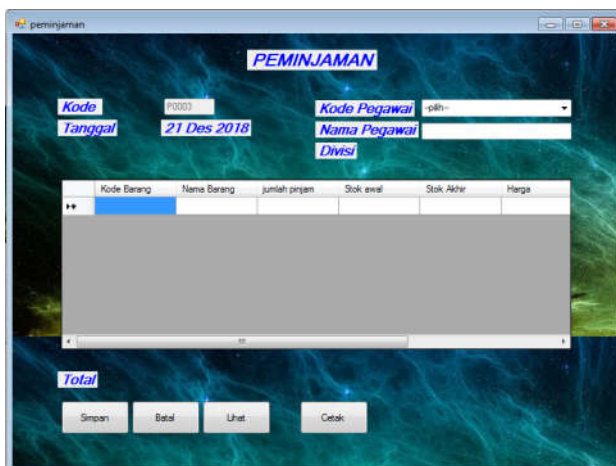 peminjaman
PEMINJAMAN
Kode P0003
Tanggal 21 Des 2018
Kode Pegawai --pilih--
Nama Pegawai
Divisi
Kode Barang Nama Barang jumlah pinjam Stok awal Stok Akhir Harga
Total
Simpan Batal Lihat Cetak